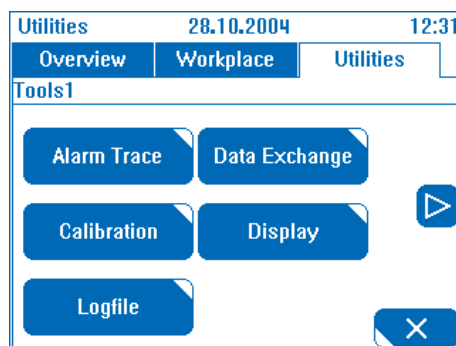 Utilities 28.10.2004 12:31
Overview Workplace Utilities
Tools1
Alarm Trace Data Exchange
Calibration Display
Logfile